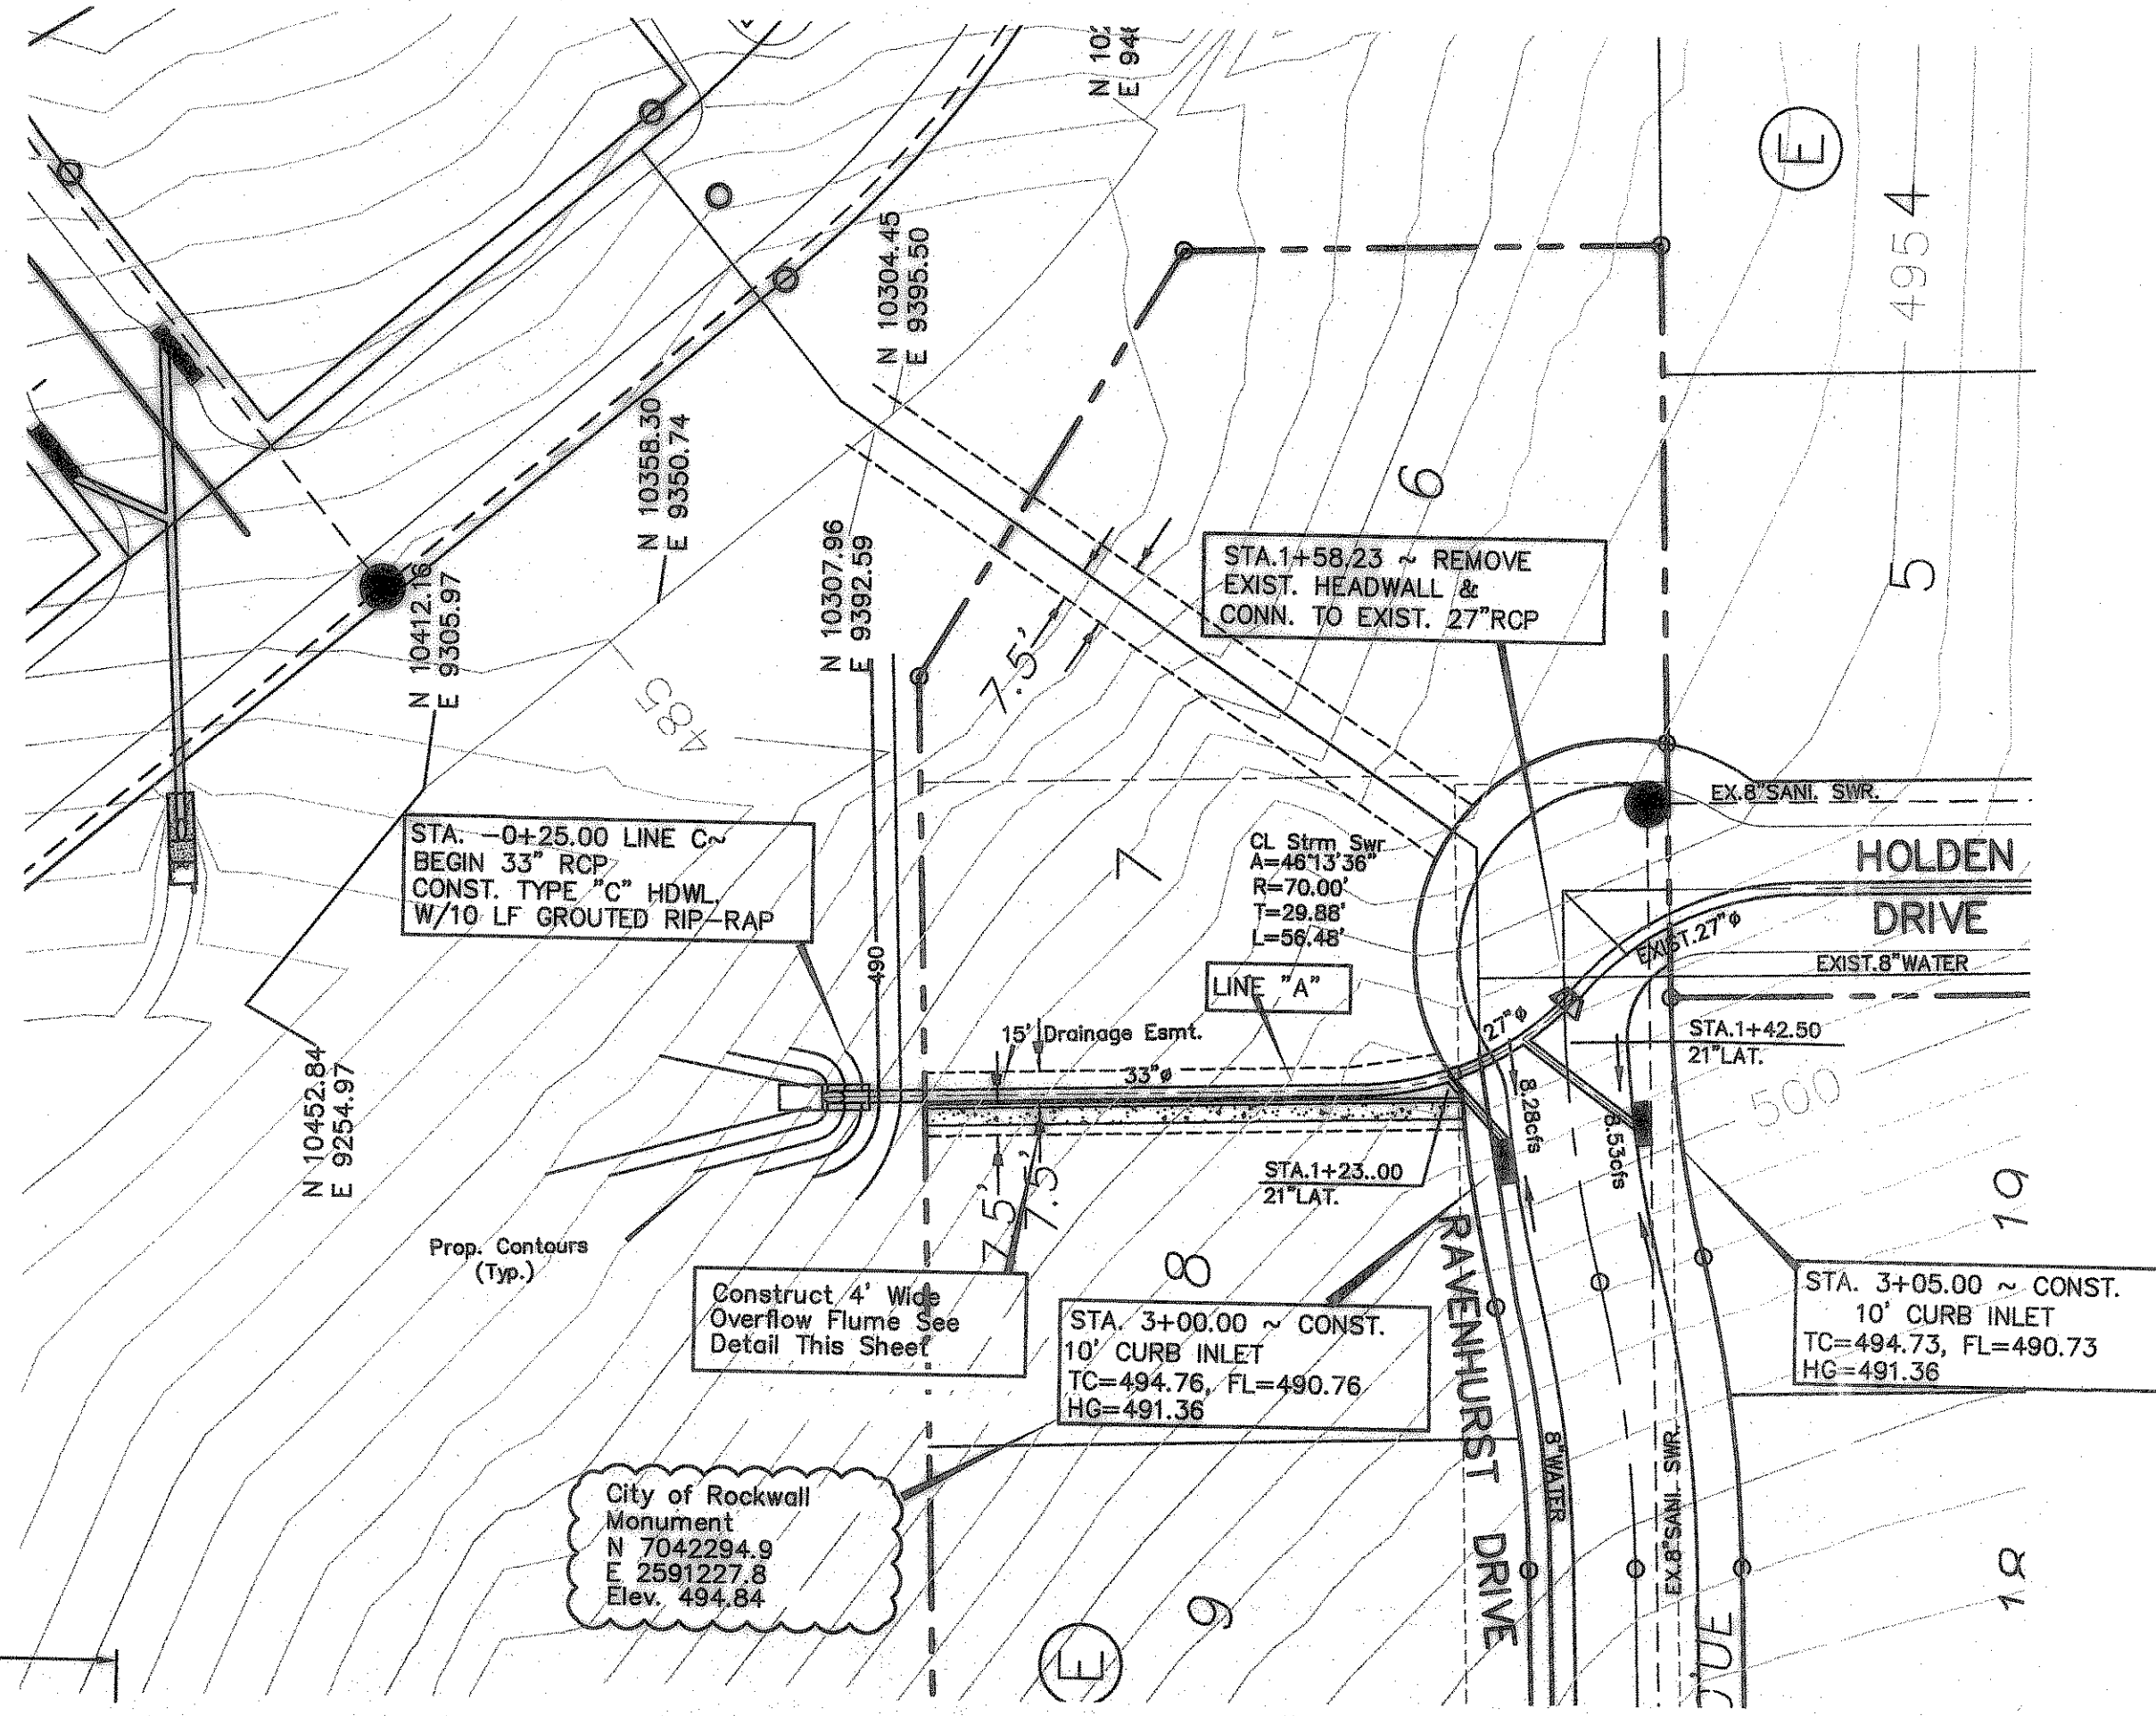 E
4
495
N 10304.45
E 9395.50
N 10358.30
E 9350.74
N 10412.16
E 9305.97
N 10307.96
E 9392.59
6
5
STA.1+58.23 ~ REMOVE
EXIST. HEADWALL &
CONN. TO EXIST. 27"RCP
7.5'
485
EX.8"SANI. SWR.
STA. -0+25.00 LINE C~
BEGIN 33" RCP
CONST. TYPE "C" HDWL.
W/10 LF GROUTED RIP-RAP
7
CL Strm Swr
A=46°13'36"
R=70.00'
T=29.88'
L=56.48'
HOLDEN
DRIVE
EXIST.27"ø
EXIST.8"WATER
490
LINE "A"
15' Drainage Esmt.
33"ø
27"ø
STA.1+42.50
21"LAT.
8.28cfs
8.53cfs
500
N 10452.84
E 9254.97
STA.1+23..00
21"LAT.
7.5'
7.5'
19
Prop. Contours
(Typ.)
8
RAVENHURST DRIVE
Construct 4' Wide
Overflow Flume See
Detail This Sheet
STA. 3+00.00 ~ CONST.
10' CURB INLET
TC=494.76, FL=490.76
HG=491.36
STA. 3+05.00 ~ CONST.
10' CURB INLET
TC=494.73, FL=490.73
HG=491.36
8"WATER
EX.8"SANI. SWR.
City of Rockwall
Monument
N 7042294.9
E 2591227.8
Elev. 494.84
9
18
E